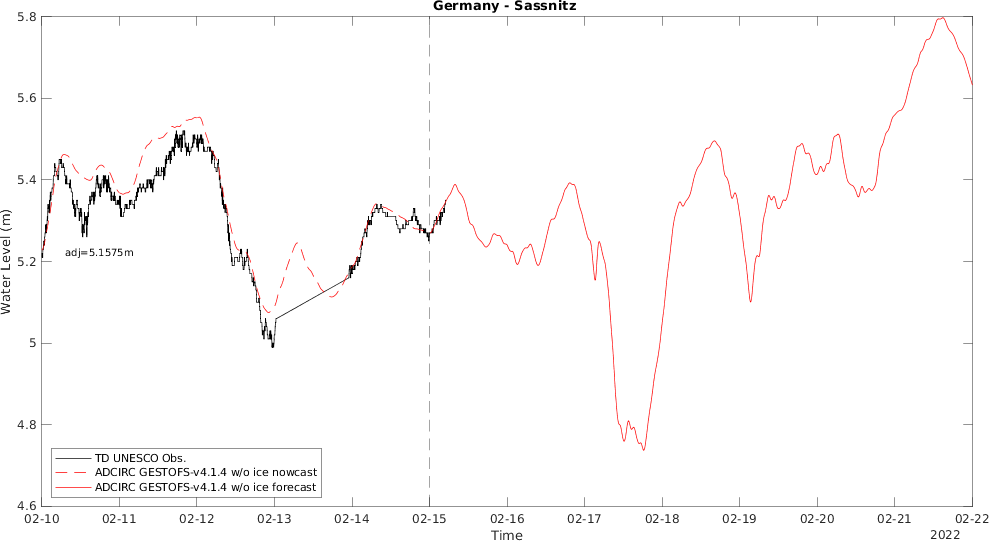 Germany - Sassnitz
5.8
5.6
5.4
5.2
5
4.8
4.6
Water Level (m)
adj=5.1575m
TD UNESCO Obs.
ADCIRC GESTOFS-v4.1.4 w/o ice nowcast
ADCIRC GESTOFS-v4.1.4 w/o ice forecast
02-10 02-11 02-12 02-13 02-14 02-15 02-16 02-17 02-18 02-19 02-20 02-21 02-22
Time
2022